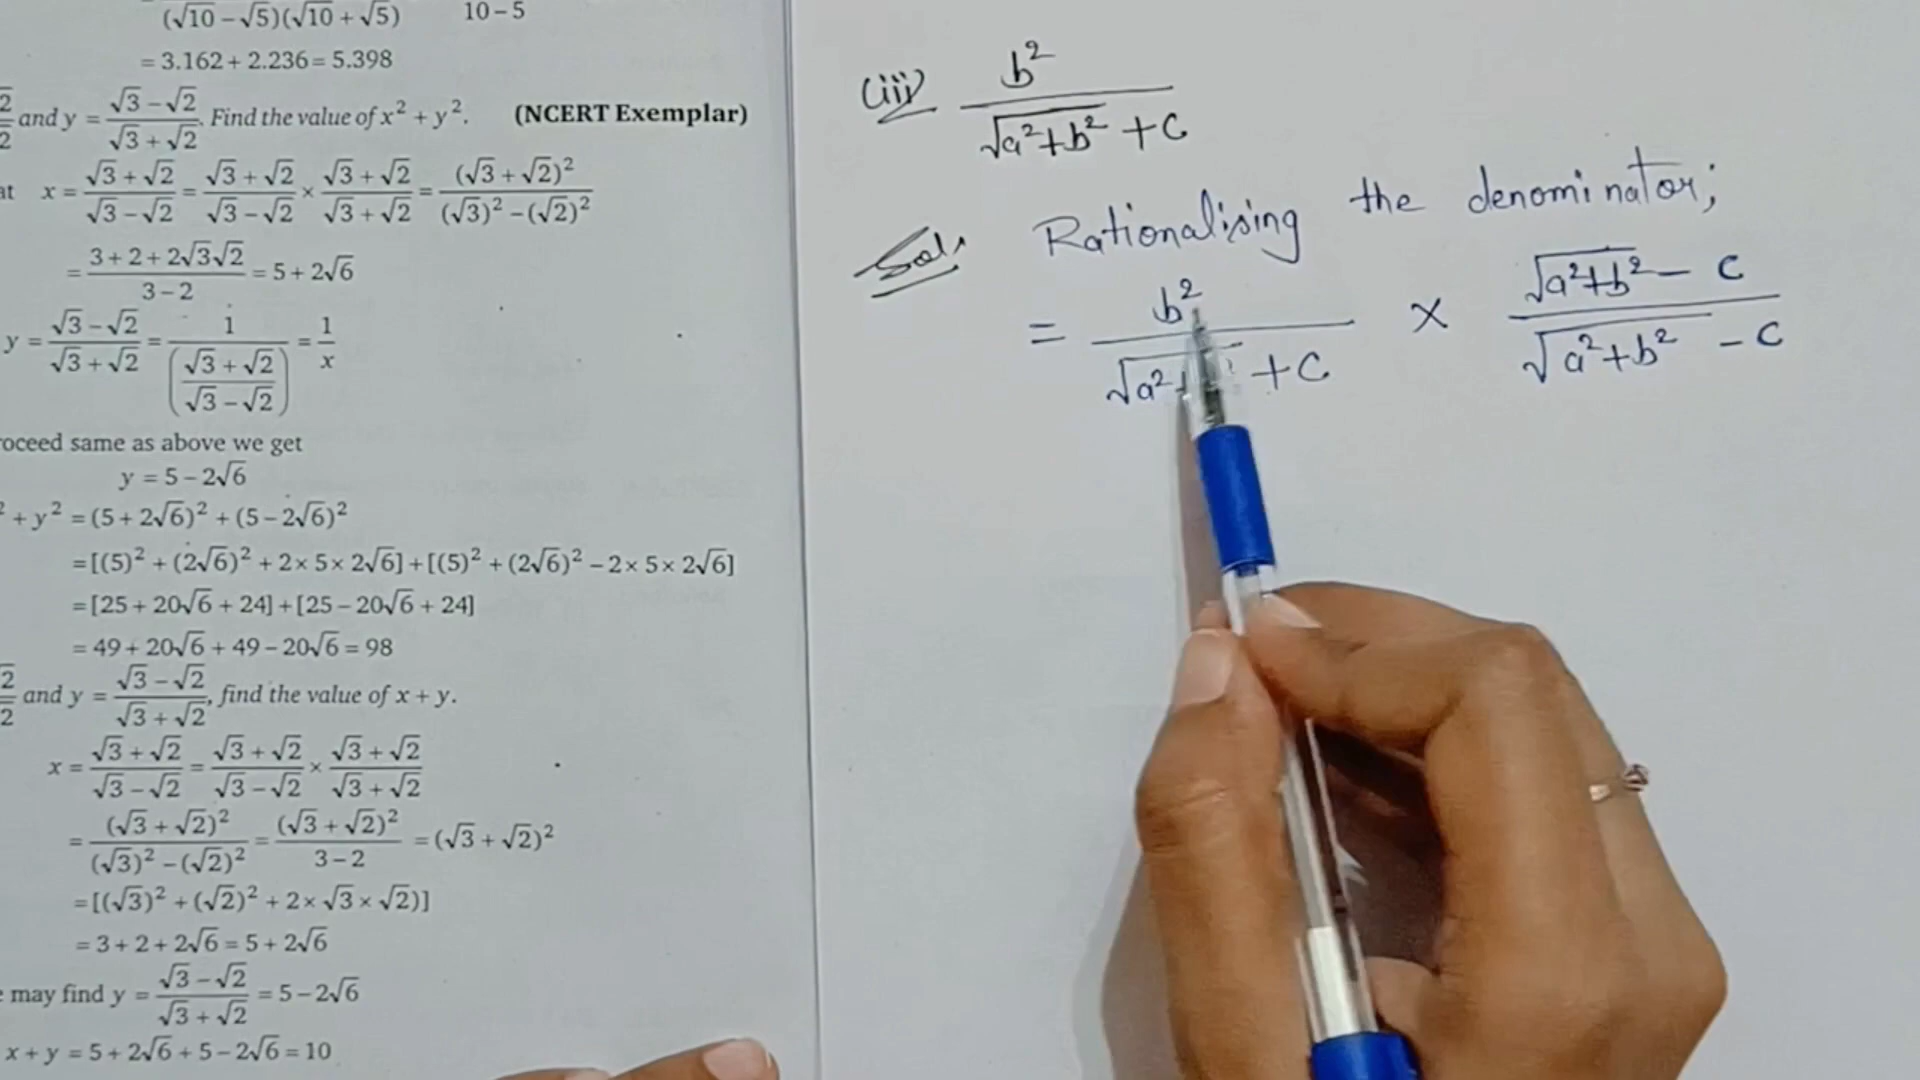 (√10 − √5)(√10 + √5) 10 − 5
= 3.162 + 2.236 = 5.398
√2/√2 and y = (√3 − √2)/(√3 + √2). Find the value of x² + y². (NCERT Exemplar)
x = (√3 + √2)/(√3 − √2) = (√3 + √2)/(√3 − √2) × (√3 + √2)/(√3 + √2) = (√3 + √2)²/((√3)² − (√2)²)
= (3 + 2 + 2√3√2)/(3 − 2) = 5 + 2√6
y = (√3 − √2)/(√3 + √2) = 1/((√3 + √2)/(√3 − √2)) = 1/x
same as above we get
y = 5 − 2√6
+ y² = (5 + 2√6)² + (5 − 2√6)²
= [(5)² + (2√6)² + 2 × 5 × 2√6] + [(5)² + (2√6)² − 2 × 5 × 2√6]
= [25 + 20√6 + 24] + [25 − 20√6 + 24]
= 49 + 20√6 + 49 − 20√6 = 98
√2/√2 and y = (√3 − √2)/(√3 + √2), find the value of x + y.
x = (√3 + √2)/(√3 − √2) = (√3 + √2)/(√3 − √2) × (√3 + √2)/(√3 + √2)
= (√3 + √2)²/((√3)² − (√2)²) = (√3 + √2)²/(3 − 2) = (√3 + √2)²
= [(√3)² + (√2)² + 2 × √3 × √2)]
= 3 + 2 + 2√6 = 5 + 2√6
may find y = (√3 − √2)/(√3 + √2) = 5 − 2√6
x + y = 5 + 2√6 + 5 − 2√6 = 10
(iii) b²/(√(a²+b²) + c)
Sol. Rationalising the denominator;
= b²/(√(a²+b²) + c) × (√(a²+b²) − c)/(√(a²+b²) − c)